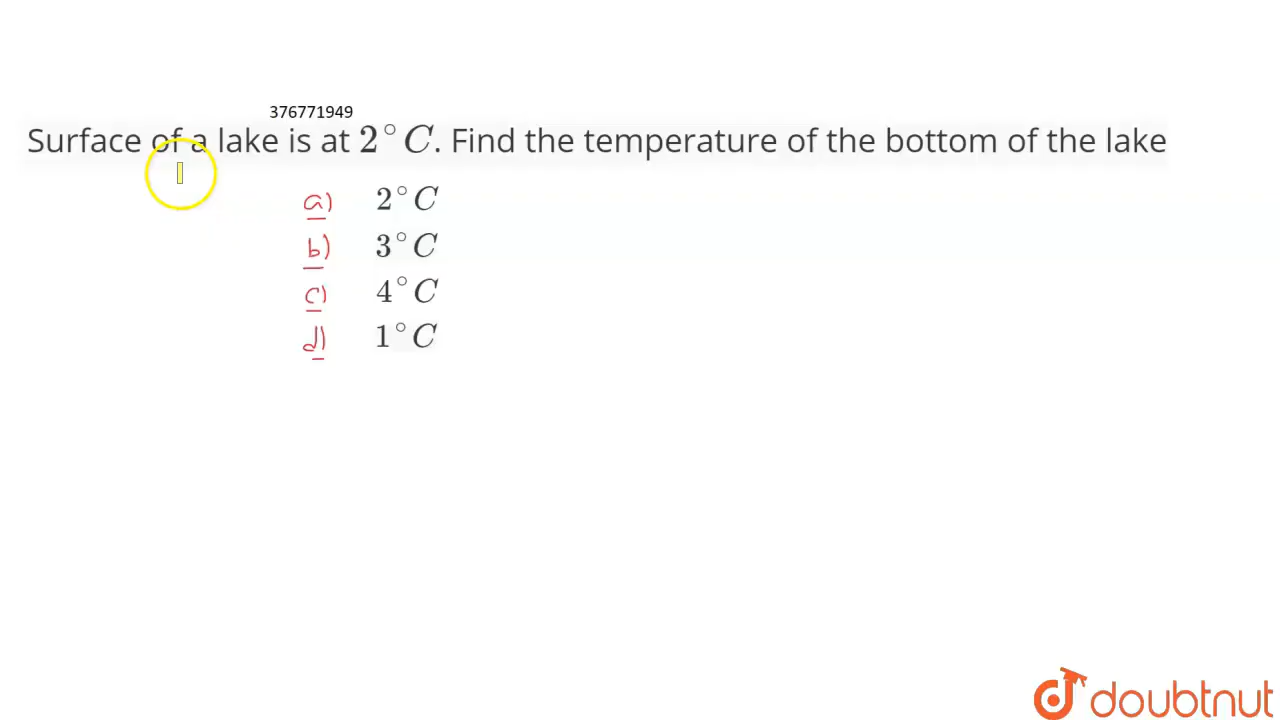 376771949
Surface of a lake is at 2°C. Find the temperature of the bottom of the lake
a) 2°C
b) 3°C
c) 4°C
d) 1°C
doubtnut